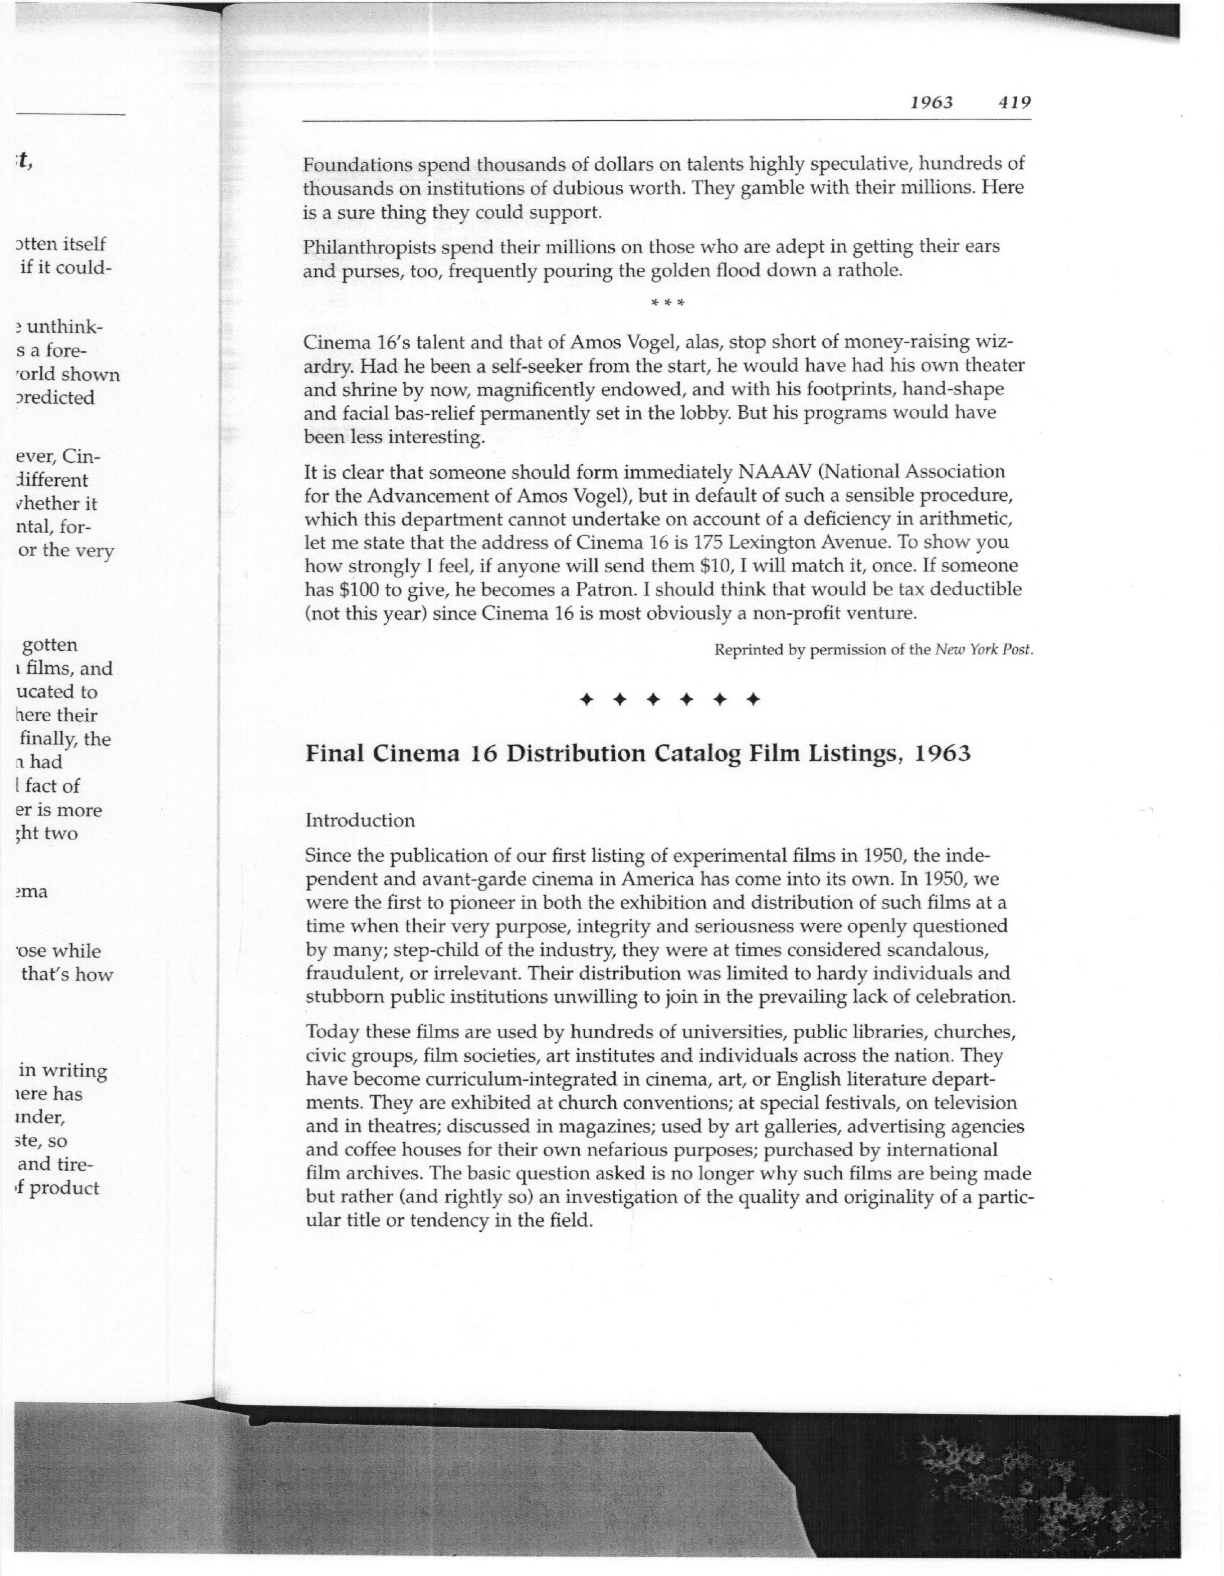 t,
itself
if it could-
unthink-
s a fore-
shown
ever, Cin-
ntal, for-
or the very
gotten
films, and
ucated to
their
finally, the
had
fact of
er is more
two
while
that's how
in writing
has
so
and tire-
product
1963 419
Foundations spend thousands of dollars on talents highly speculative, hundreds of
thousands on institutions of dubious worth. They gamble with their millions. Here
is a sure thing they could support.
Philanthropists spend their millions on those who are adept in getting their ears
and purses, too, frequently pouring the golden flood down a rathole.
***
Cinema 16's talent and that of Amos Vogel, alas, stop short of money-raising wiz-
ardry. Had he been a self-seeker from the start, he would have had his own theater
and shrine by now, magnificently endowed, and with his footprints, hand-shape
and facial bas-relief permanently set in the lobby. But his programs would have
been less interesting.
It is clear that someone should form immediately NAAAV (National Association
for the Advancement of Amos Vogel), but in default of such a sensible procedure,
which this department cannot undertake on account of a deficiency in arithmetic,
let me state that the address of Cinema 16 is 175 Lexington Avenue. To show you
how strongly I feel, if anyone will send them $10, I will match it, once. If someone
has $100 to give, he becomes a Patron. I should think that would be tax deductible
(not this year) since Cinema 16 is most obviously a non-profit venture.
Reprinted by permission of the New York Post.
Final Cinema 16 Distribution Catalog Film Listings, 1963
Introduction
Since the publication of our first listing of experimental films in 1950, the inde-
pendent and avant-garde cinema in America has come into its own. In 1950, we
were the first to pioneer in both the exhibition and distribution of such films at a
time when their very purpose, integrity and seriousness were openly questioned
by many; step-child of the industry, they were at times considered scandalous,
fraudulent, or irrelevant. Their distribution was limited to hardy individuals and
stubborn public institutions unwilling to join in the prevailing lack of celebration.
Today these films are used by hundreds of universities, public libraries, churches,
civic groups, film societies, art institutes and individuals across the nation. They
have become curriculum-integrated in cinema, art, or English literature depart-
ments. They are exhibited at church conventions; at special festivals, on television
and in theatres; discussed in magazines; used by art galleries, advertising agencies
and coffee houses for their own nefarious purposes; purchased by international
film archives. The basic question asked is no longer why such films are being made
but rather (and rightly so) an investigation of the quality and originality of a partic-
ular title or tendency in the field.